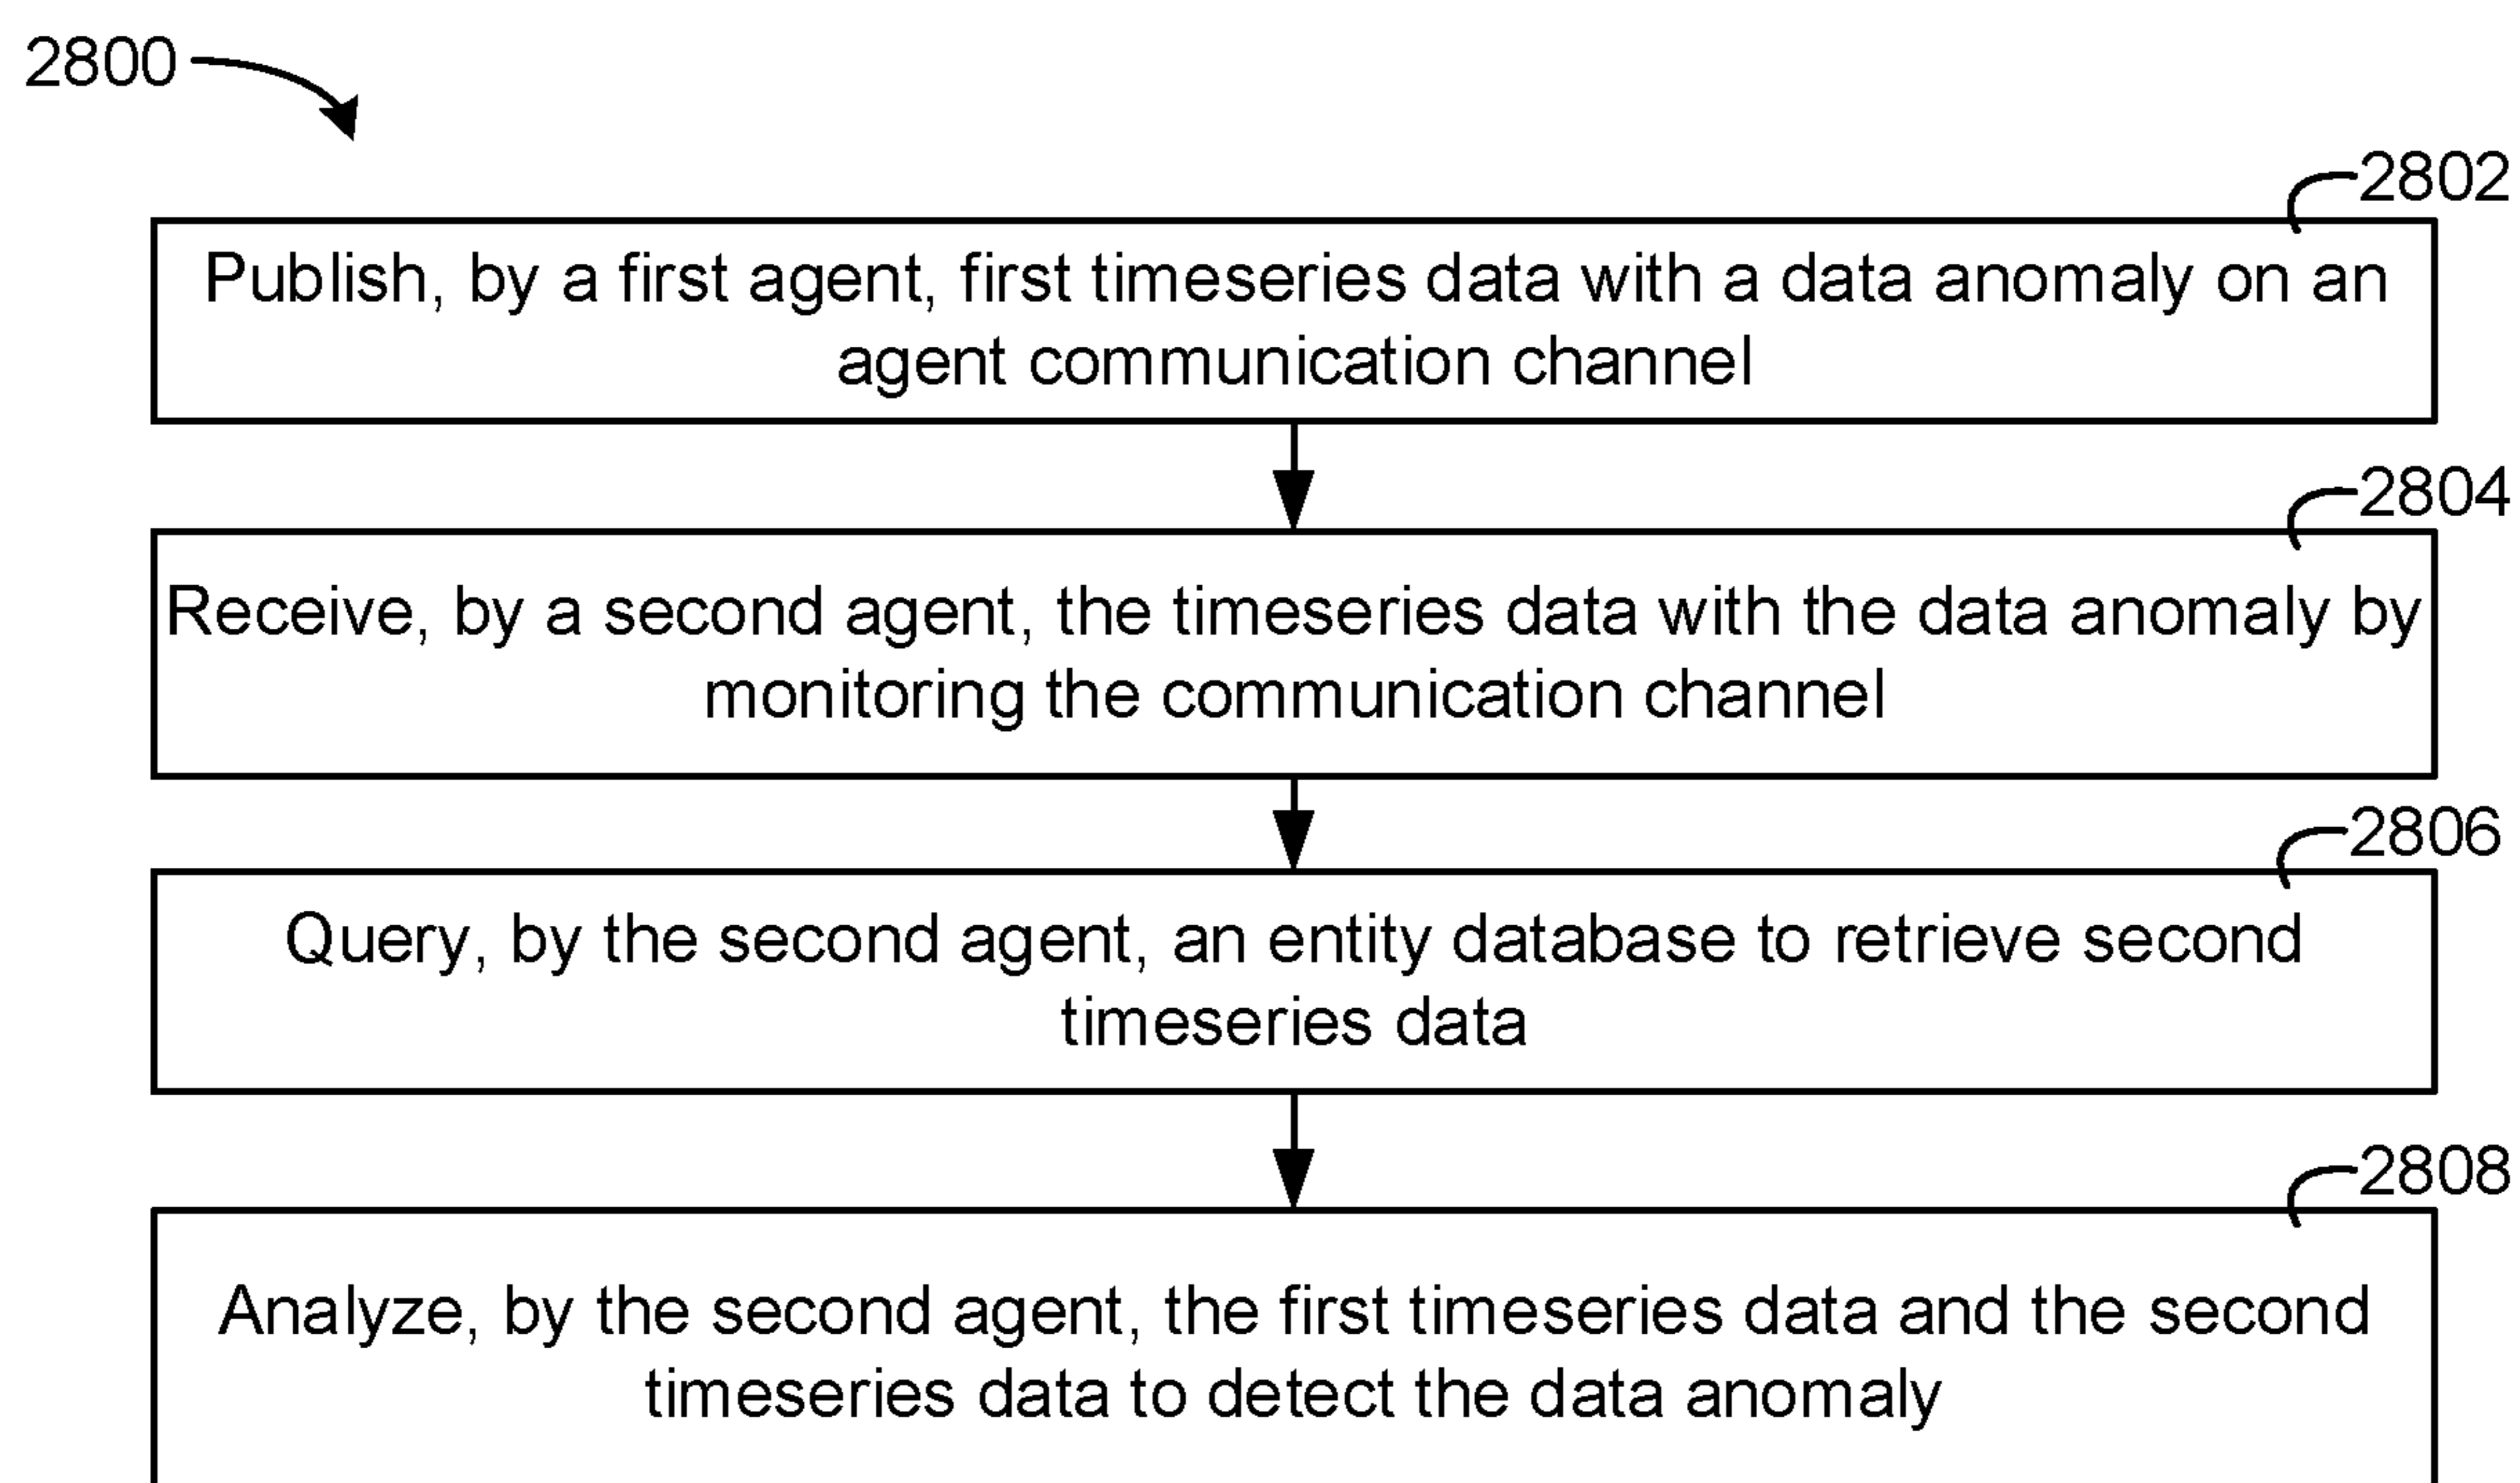 2800
2802
Publish, by a first agent, first timeseries data with a data anomaly on an
agent communication channel
2804
Receive, by a second agent, the timeseries data with the data anomaly by
monitoring the communication channel
2806
Query, by the second agent, an entity database to retrieve second
timeseries data
2808
Analyze, by the second agent, the first timeseries data and the second
timeseries data to detect the data anomaly